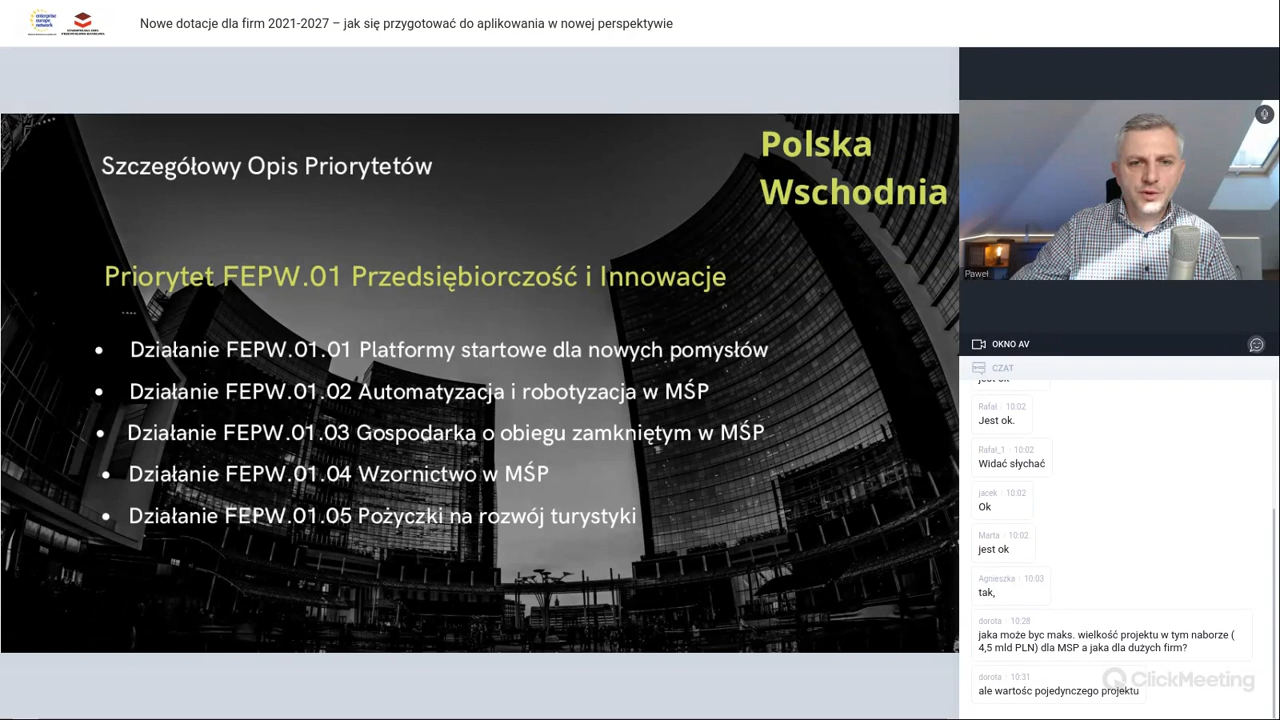 enterprise
europe
network
Nowe dotacje dla firm 2021-2027 – jak się przygotować do aplikowania w nowej perspektywie
Szczegółowy Opis Priorytetów
Polska
Wschodnia
Priorytet FEPW.01 Przedsiębiorczość i Innowacje
• Działanie FEPW.01.01 Platformy startowe dla nowych pomysłów
• Działanie FEPW.01.02 Automatyzacja i robotyzacja w MŚP
• Działanie FEPW.01.03 Gospodarka o obiegu zamkniętym w MŚP
• Działanie FEPW.01.04 Wzornictwo w MŚP
• Działanie FEPW.01.05 Pożyczki na rozwój turystyki
Paweł
OKNO AV
CZAT
jest ok
Rafał 10:02
Jest ok.
Rafał_1 10:02
Widać słychać
jacek 10:02
Ok
Marta 10:02
jest ok
Agnieszka 10:03
tak,
dorota 10:28
jaka może byc maks. wielkość projektu w tym naborze (
4,5 mld PLN) dla MSP a jaka dla dużych firm?
dorota 10:31
ale wartośc pojedynczego projektu
ClickMeeting